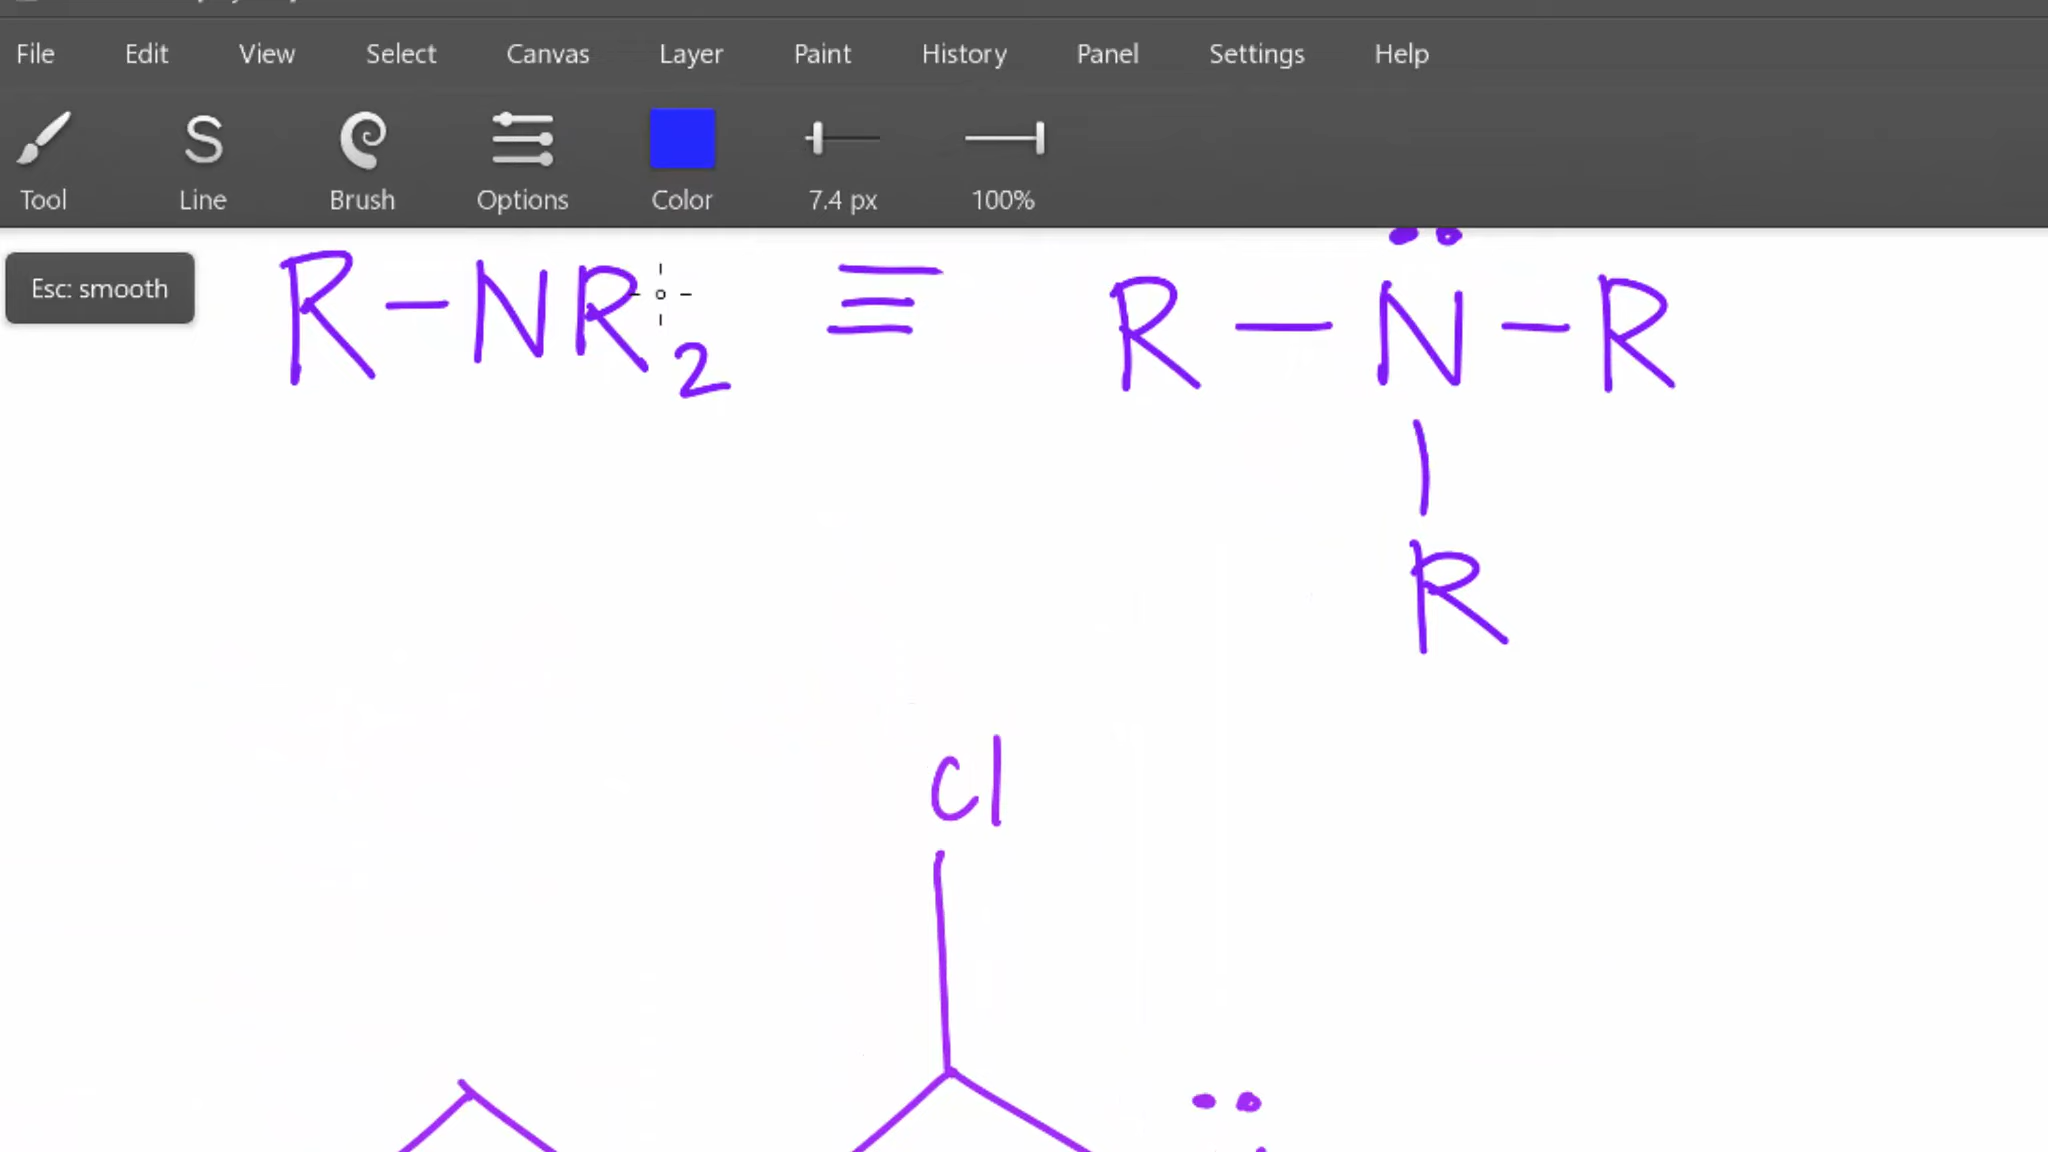 File Edit View Select Canvas Layer Paint History Panel Settings Help
Tool Line Brush Options Color 7.4 px 100%
Esc: smooth
R-NR₂ ≡ R-N-R
R
Cl